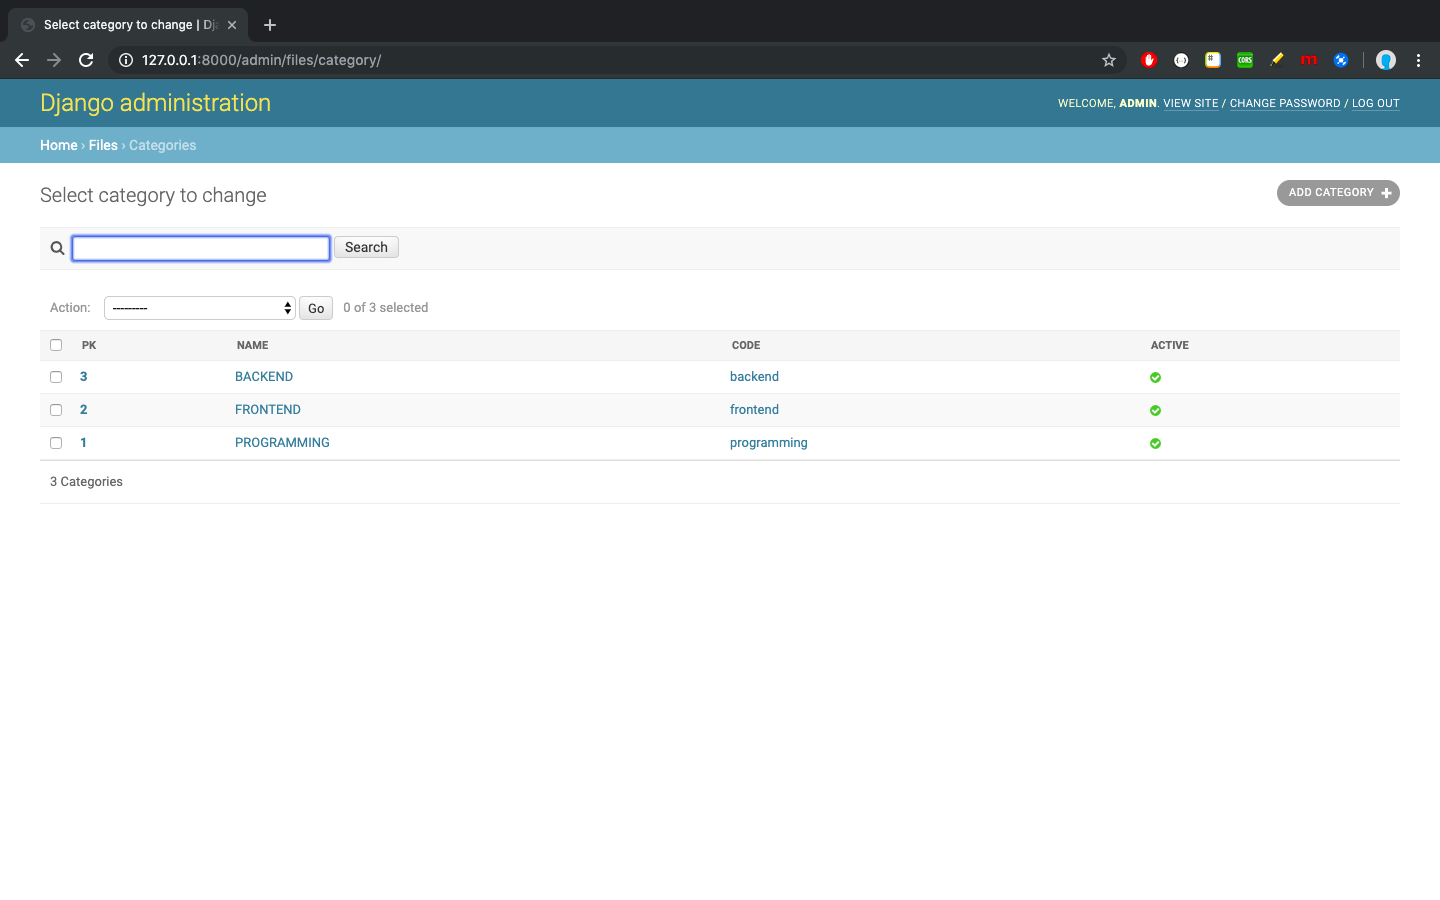 Select category to change | Dj
127.0.0.1:8000/admin/files/category/
CORS
m
Django administration
WELCOME, ADMIN. VIEW SITE / CHANGE PASSWORD / LOG OUT
Home › Files › Categories
Select category to change
ADD CATEGORY
Search
Action: --------- Go 0 of 3 selected
PK NAME CODE ACTIVE
3 BACKEND backend
2 FRONTEND frontend
1 PROGRAMMING programming
3 Categories